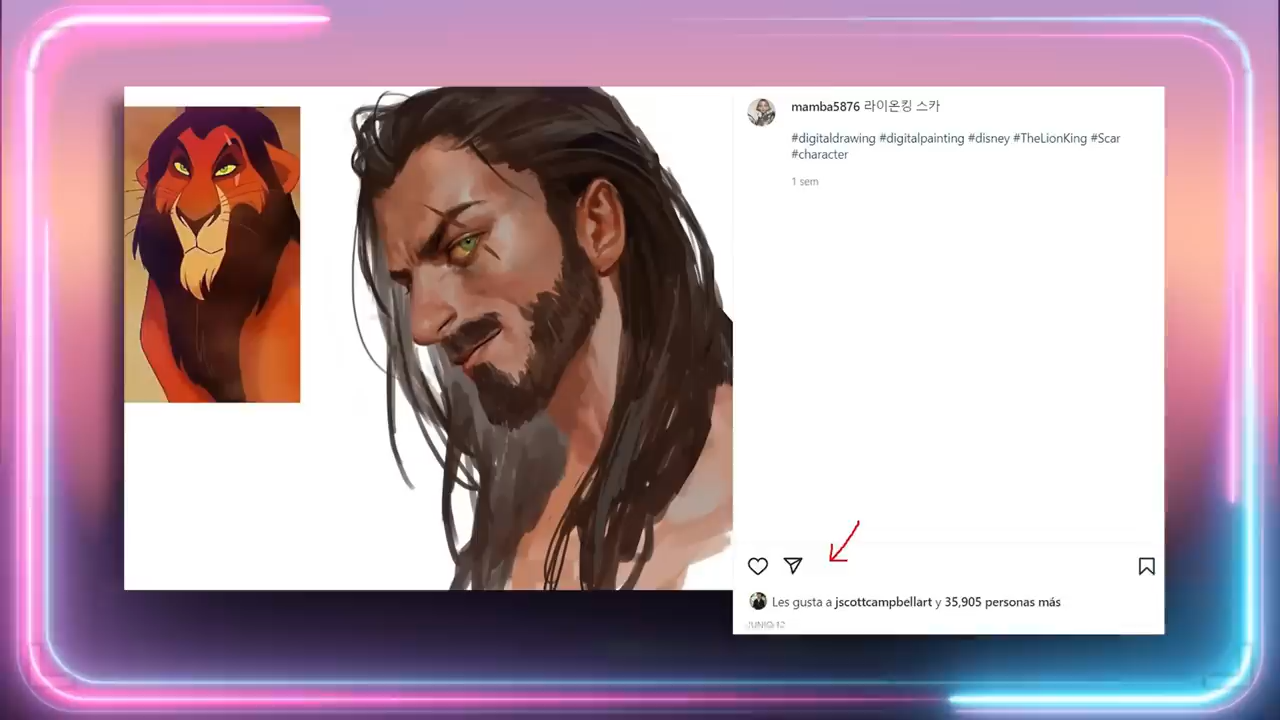 mamba5876 라이온킹 스카
#digitaldrawing #digitalpainting #disney #TheLionKing #Scar
#character
1 sem
Les gusta a jscottcampbellart y 35,905 personas más
JUNIO 12